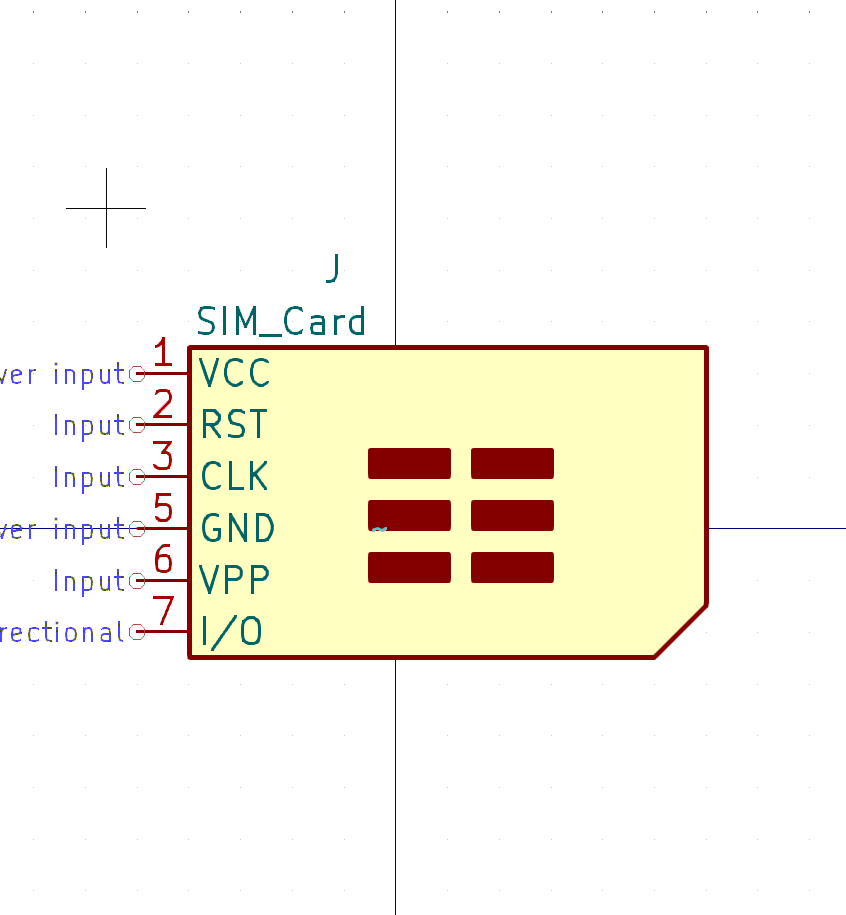 J
SIM_Card
ver input 1 VCC
Input 2 RST
Input 3 CLK
ver input 5 GND
Input 6 VPP
rectional 7 I/O
~